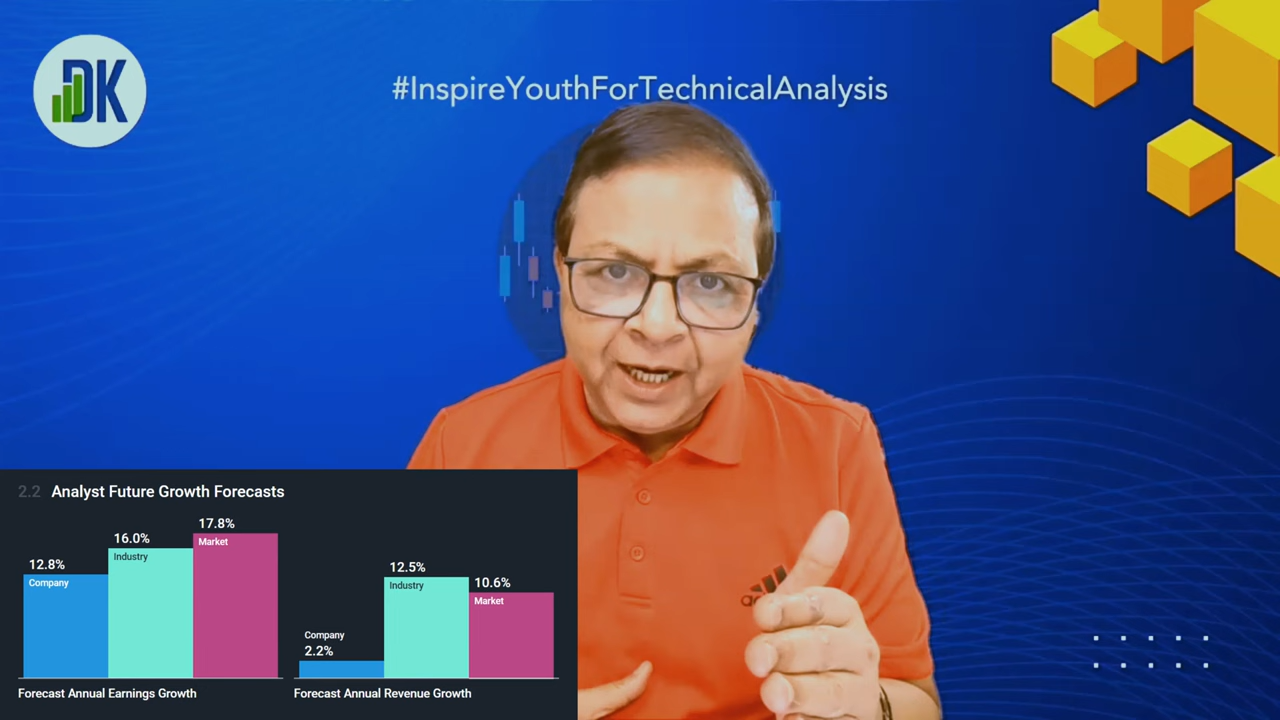 DK
#InspireYouthForTechnicalAnalysis
2.2 Analyst Future Growth Forecasts
12.8%
Company
16.0%
Industry
17.8%
Market
Forecast Annual Earnings Growth
Company
2.2%
12.5%
Industry
10.6%
Market
Forecast Annual Revenue Growth